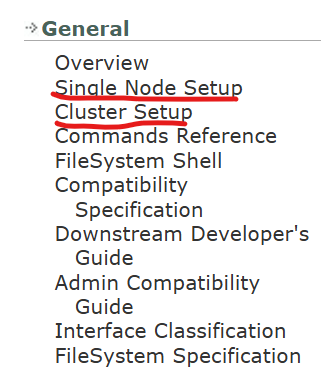 General
Overview
Single Node Setup
Cluster Setup
Commands Reference
FileSystem Shell
Compatibility
Specification
Downstream Developer's
Guide
Admin Compatibility
Guide
Interface Classification
FileSystem Specification